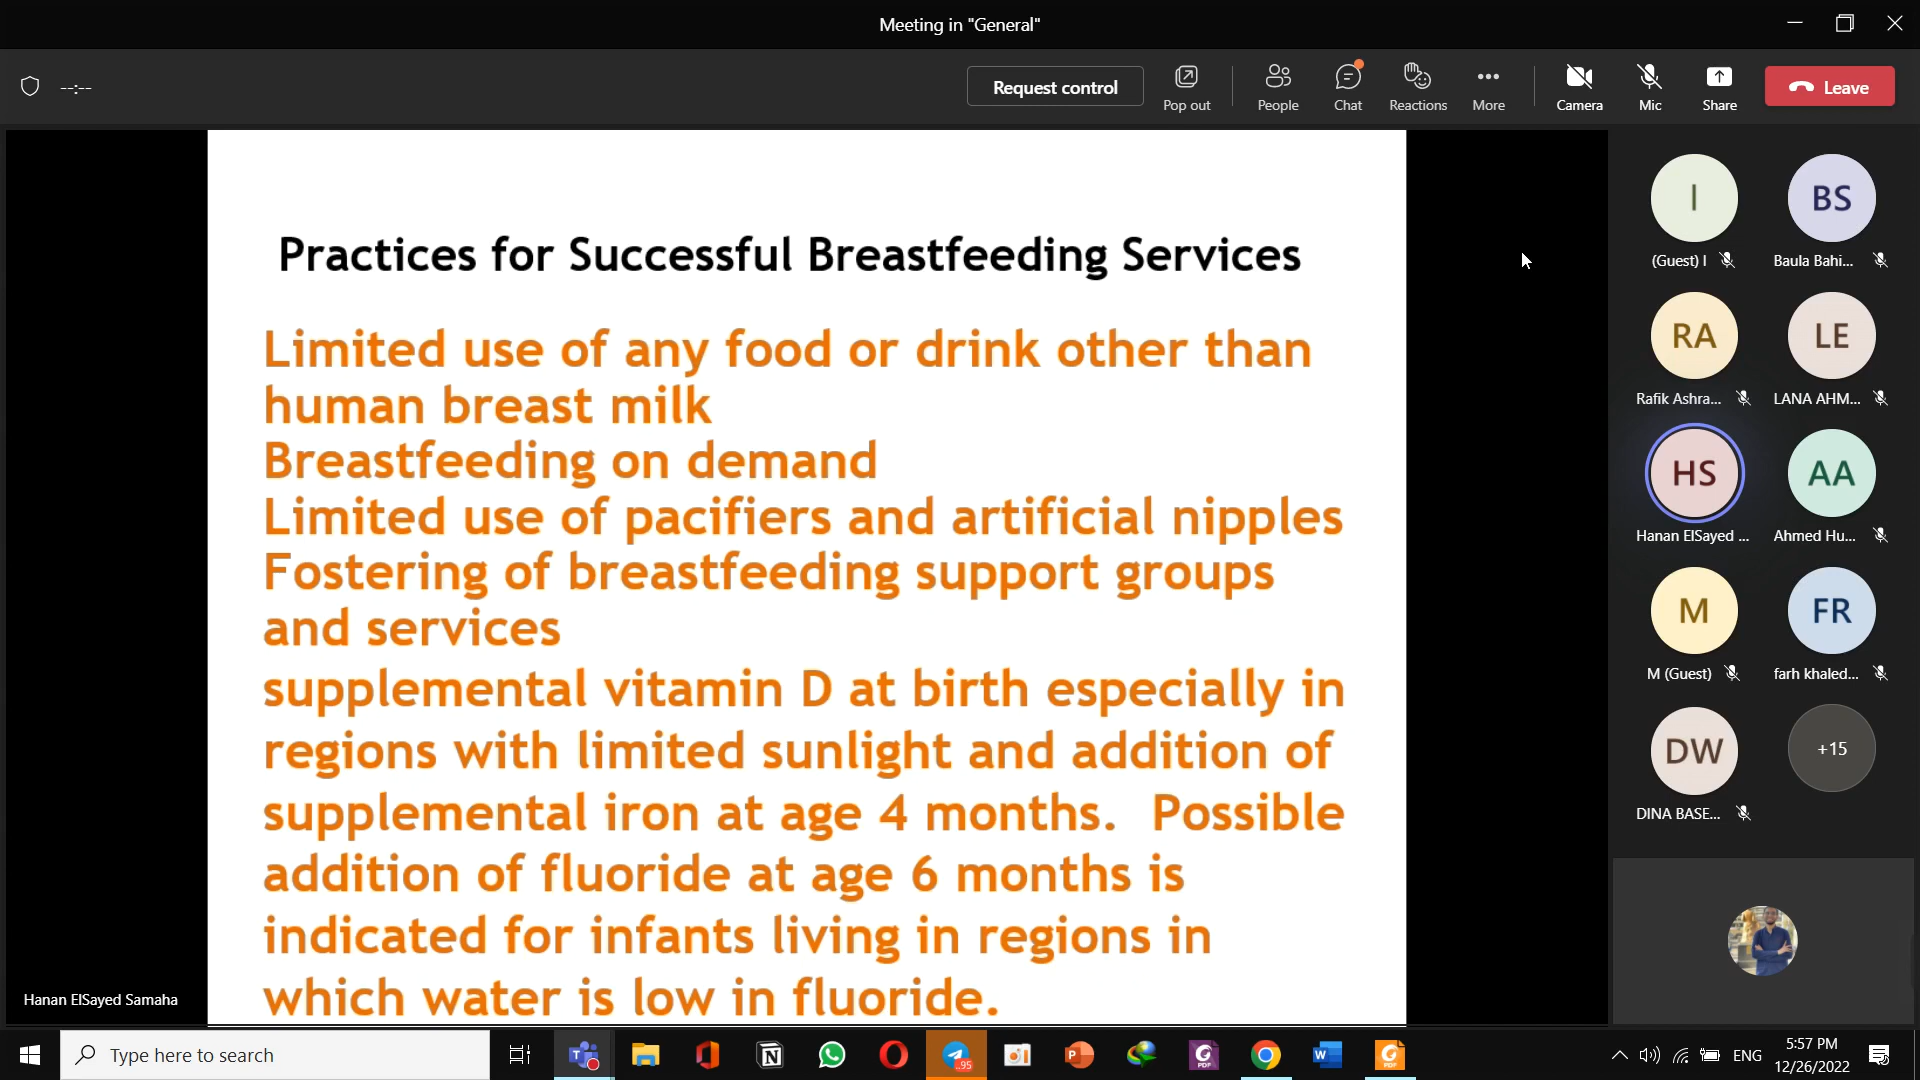 Meeting in "General"
--:--
Request control
Pop out
People
Chat
Reactions
More
Camera
Mic
Share
Leave
Practices for Successful Breastfeeding Services
Limited use of any food or drink other than
human breast milk
Breastfeeding on demand
Limited use of pacifiers and artificial nipples
Fostering of breastfeeding support groups
and services
supplemental vitamin D at birth especially in
regions with limited sunlight and addition of
supplemental iron at age 4 months. Possible
addition of fluoride at age 6 months is
indicated for infants living in regions in
which water is low in fluoride.
Hanan ElSayed Samaha
I
BS
(Guest) I
Baula Bahi...
RA
LE
Rafik Ashra...
LANA AHM...
HS
AA
Hanan ElSayed ...
Ahmed Hu...
M
FR
M (Guest)
farh khaled...
DW
+15
DINA BASE...
Type here to search
..95
ENG
5:57 PM
12/26/2022